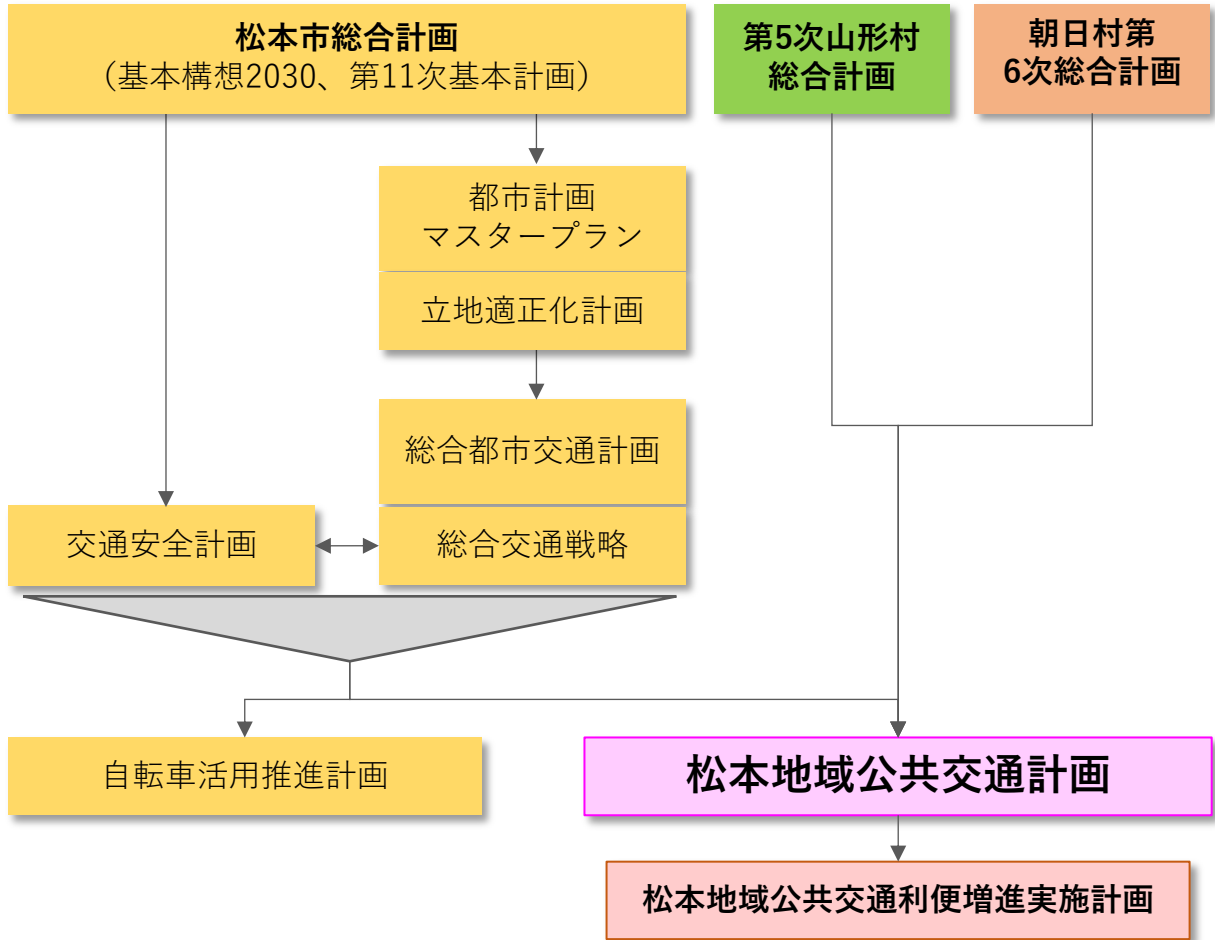 松本市総合計画
（基本構想2030、第11次基本計画）
第5次山形村
総合計画
朝日村第
6次総合計画
都市計画
マスタープラン
立地適正化計画
総合都市交通計画
交通安全計画
総合交通戦略
自転車活用推進計画
松本地域公共交通計画
松本地域公共交通利便増進実施計画